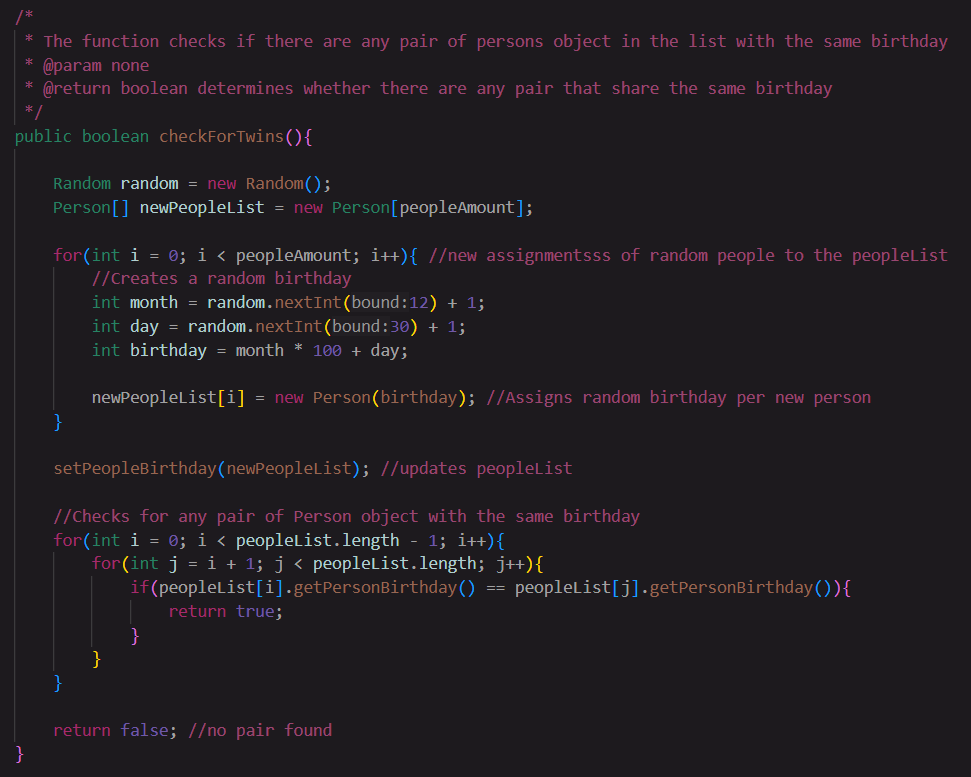 /*
 * The function checks if there are any pair of persons object in the list with the same birthday
 * @param none
 * @return boolean determines whether there are any pair that share the same birthday
 */
public boolean checkForTwins(){
    Random random = new Random();
    Person[] newPeopleList = new Person[peopleAmount];
    for(int i = 0; i < peopleAmount; i++){ //new assignmentsss of random people to the peopleList
        //Creates a random birthday
        int month = random.nextInt(bound:12) + 1;
        int day = random.nextInt(bound:30) + 1;
        int birthday = month * 100 + day;
        newPeopleList[i] = new Person(birthday); //Assigns random birthday per new person
    }
    setPeopleBirthday(newPeopleList); //updates peopleList
    //Checks for any pair of Person object with the same birthday
    for(int i = 0; i < peopleList.length - 1; i++){
        for(int j = i + 1; j < peopleList.length; j++){
            if(peopleList[i].getPersonBirthday() == peopleList[j].getPersonBirthday()){
                return true;
            }
        }
    }
    return false; //no pair found
}